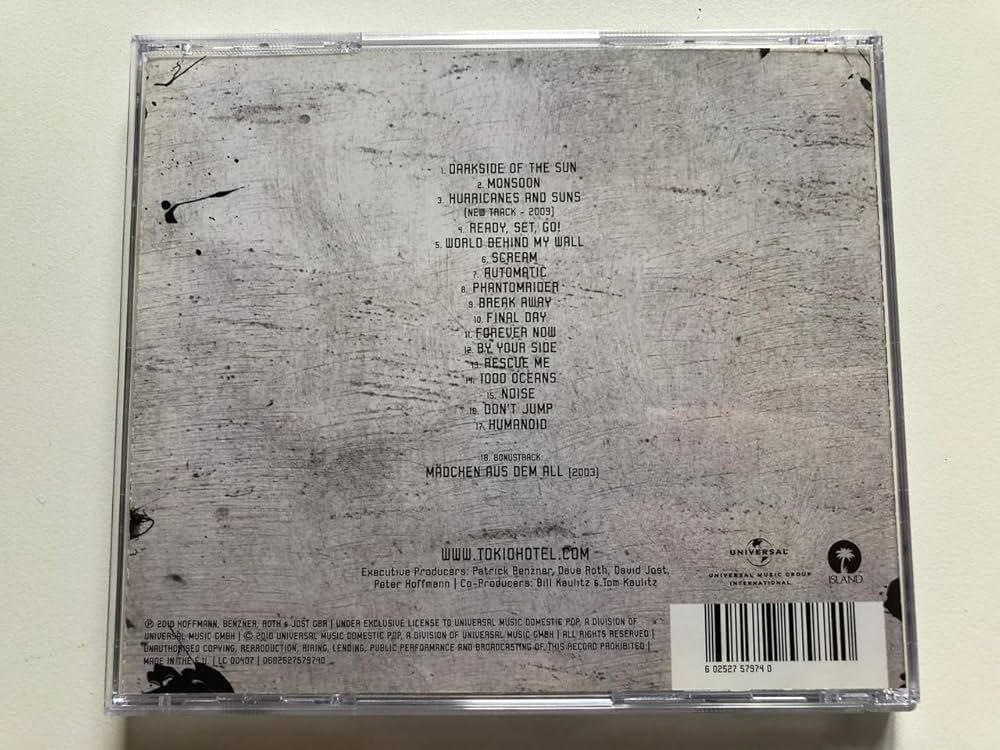 1. DARKSIDE OF THE SUN
2. MONSOON
3. HURRICANES AND SUNS
(NEW TRACK - 2009)
4. READY, SET, GO!
5. WORLD BEHIND MY WALL
6. SCREAM
7. AUTOMATIC
8. PHANTOMRIDER
9. BREAK AWAY
10. FINAL DAY
11. FOREVER NOW
12. BY YOUR SIDE
13. RESCUE ME
14. 1000 OCEANS
15. NOISE
16. DON'T JUMP
17. HUMANOID
18. BONUSTRACK:
MÄDCHEN AUS DEM ALL (2003)
WWW.TOKIOHOTEL.COM
Executive Producers: Patrick Benzner, Dave Roth, David Jost,
Peter Hoffmann | Co-Producers: Bill Kaulitz & Tom Kaulitz
UNIVERSAL
UNIVERSAL MUSIC GROUP
INTERNATIONAL
ISLAND
℗ 2010 HOFFMANN, BENZNER, ROTH & JOST GBR | UNDER EXCLUSIVE LICENSE TO UNIVERSAL MUSIC DOMESTIC POP, A DIVISION OF
UNIVERSAL MUSIC GMBH | © 2010 UNIVERSAL MUSIC DOMESTIC POP, A DIVISION OF UNIVERSAL MUSIC GMBH | ALL RIGHTS RESERVED |
UNAUTHORISED COPYING, REPRODUCTION, HIRING, LENDING, PUBLIC PERFORMANCE AND BROADCASTING OF THIS RECORD PROHIBITED |
MADE IN THE E.U. | LC 00407 | 0602527579740
6 02527 57974 0